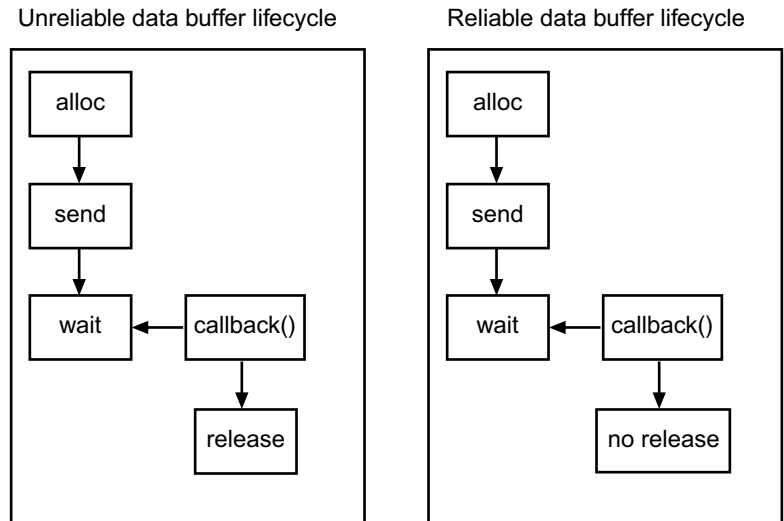 Unreliable data buffer lifecycle
alloc
send
wait
callback()
release
Reliable data buffer lifecycle
alloc
send
wait
callback()
no release